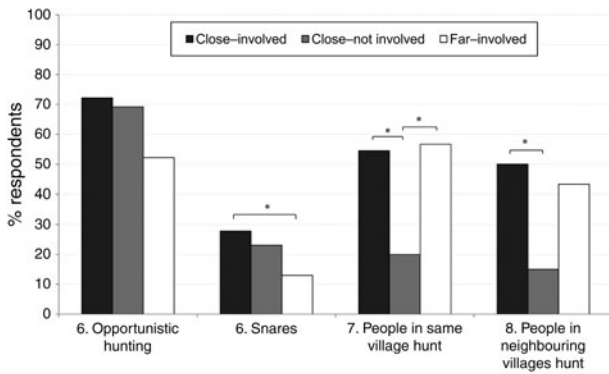 100
90
80
70
60
50
40
30
20
10
0
% respondents
Close–involved Close–not involved Far–involved
*
*
*
*
6. Opportunistic
hunting
6. Snares
7. People in same
village hunt
8. People in
neighbouring
villages hunt